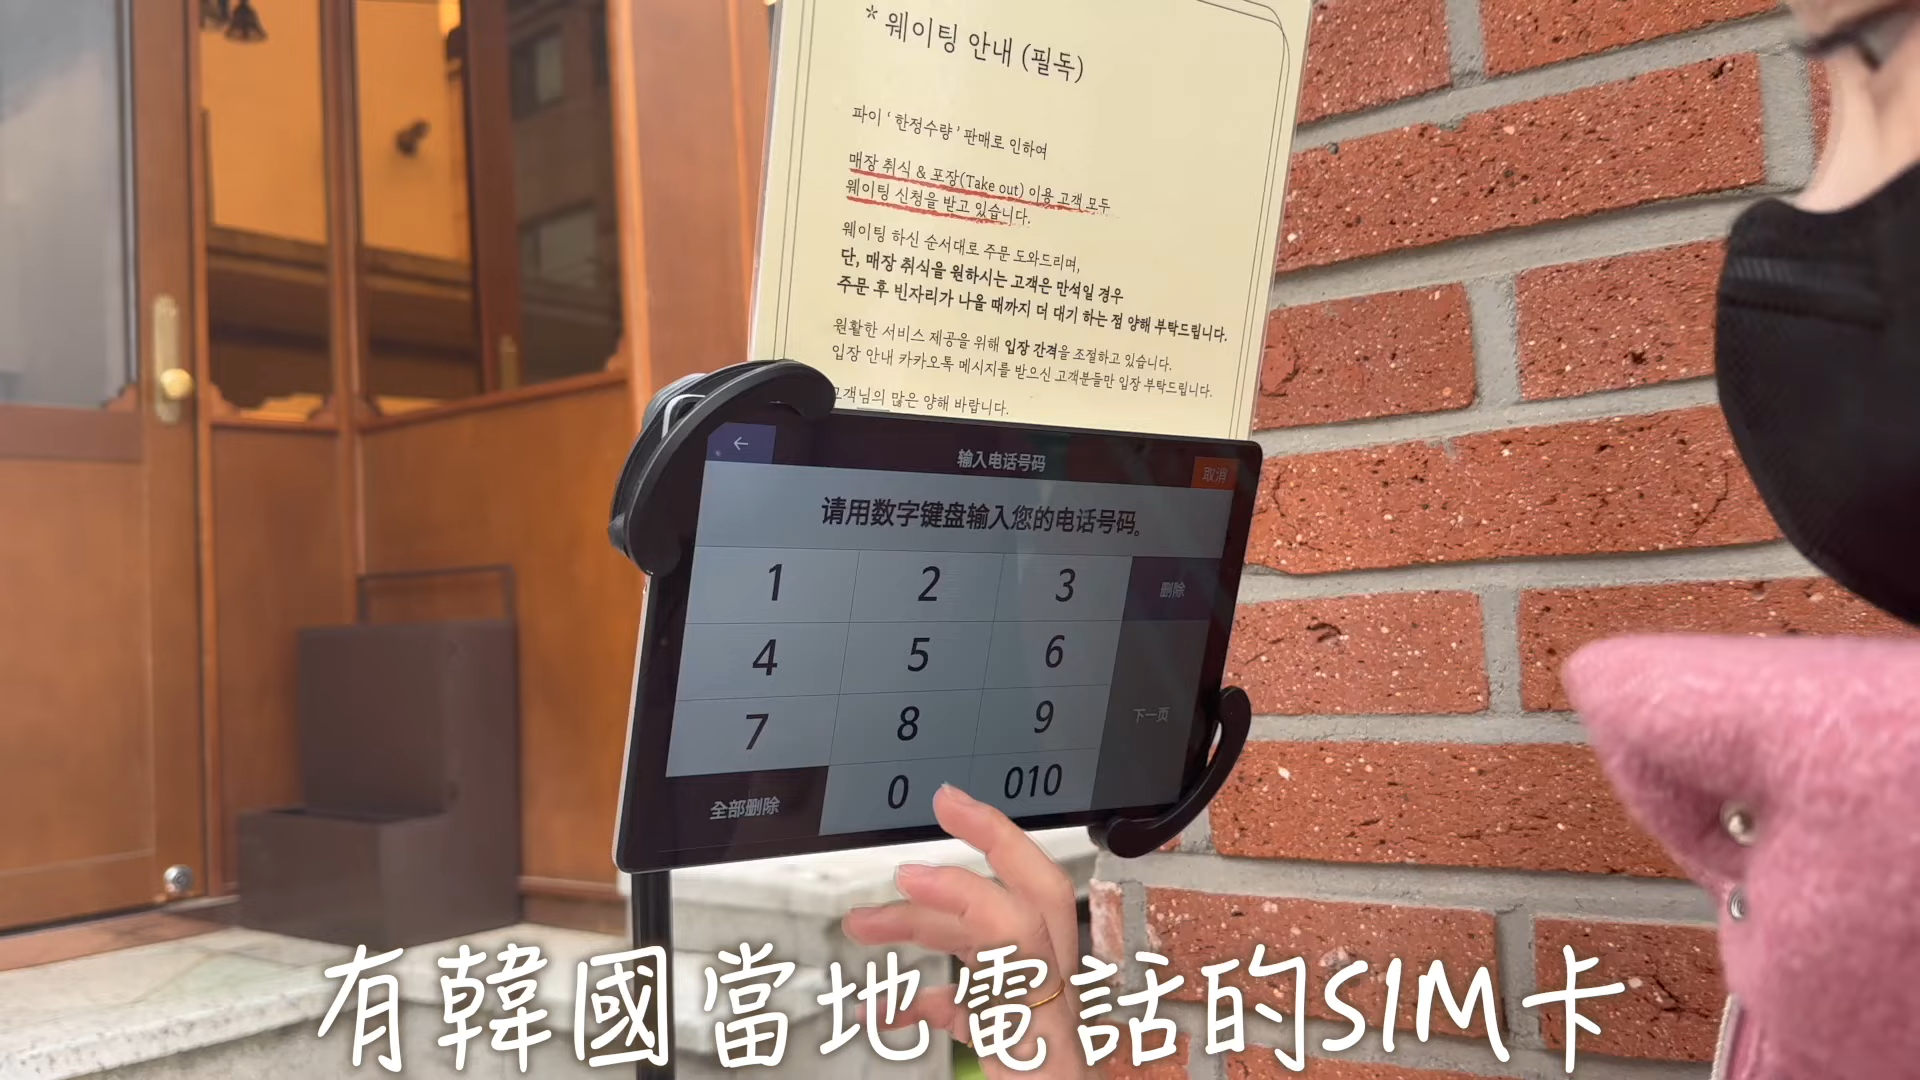 * 웨이팅 안내 (필독)
파이 ‘ 한정수량 ’ 판매로 인하여
매장 취식 & 포장(Take out) 이용 고객 모두
웨이팅 신청을 받고 있습니다.
웨이팅 하신 순서대로 주문 도와드리며,
단, 매장 취식을 원하시는 고객은 만석일 경우
주문 후 빈자리가 나올 때까지 더 대기 하는 점 양해 부탁드립니다.
원활한 서비스 제공을 위해 입장 간격을 조절하고 있습니다.
입장 안내 카카오톡 메시지를 받으신 고객분들만 입장 부탁드립니다.
고객님의 많은 양해 바랍니다.
←
输入电话号码
取消
请用数字键盘输入您的电话号码。
1 2 3 删除
4 5 6
7 8 9 下一页
全部删除 0 010
有韓國當地電話的SIM卡